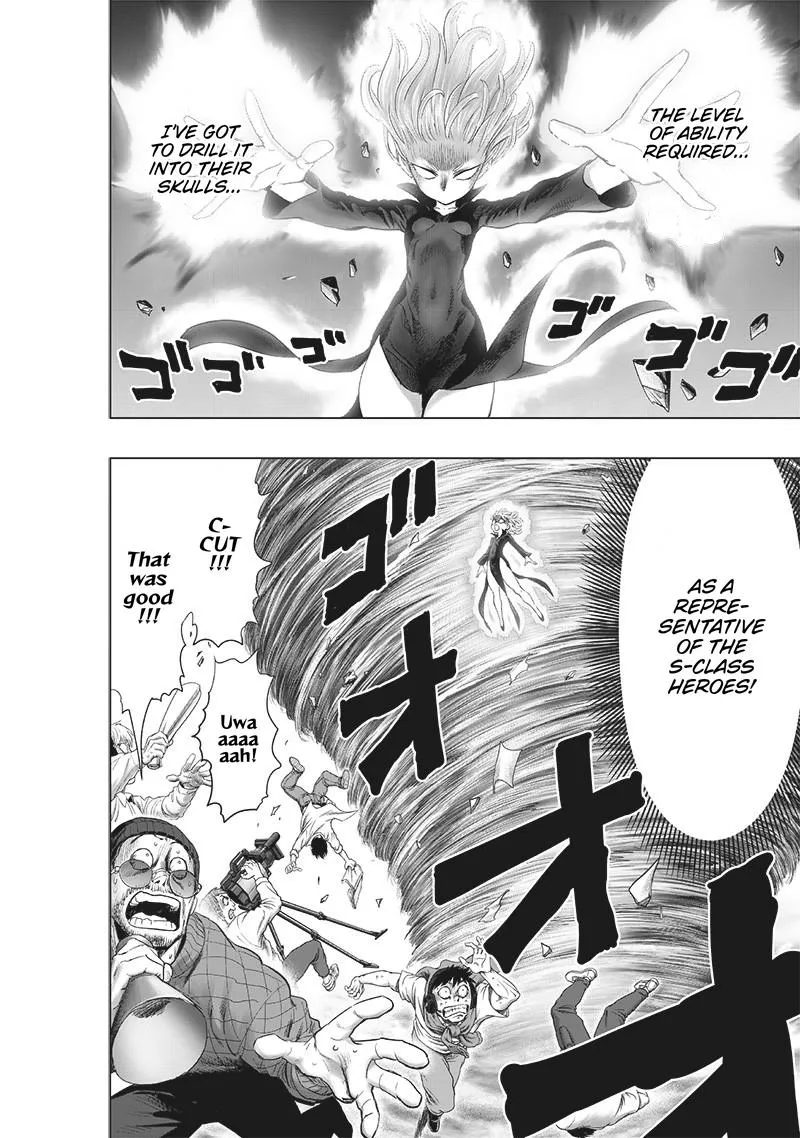 THE LEVEL
OF ABILITY
REQUIRED...
I'VE GOT
TO DRILL IT
INTO THEIR
SKULLS...
ゴゴゴ
ゴゴゴ
AS A
REPRE-
SENTATIVE
OF THE
S-CLASS
HEROES!
ゴオオオ
C-
CUT
!!!
That
was
good
!!!
Uwa
aaaa
aah!